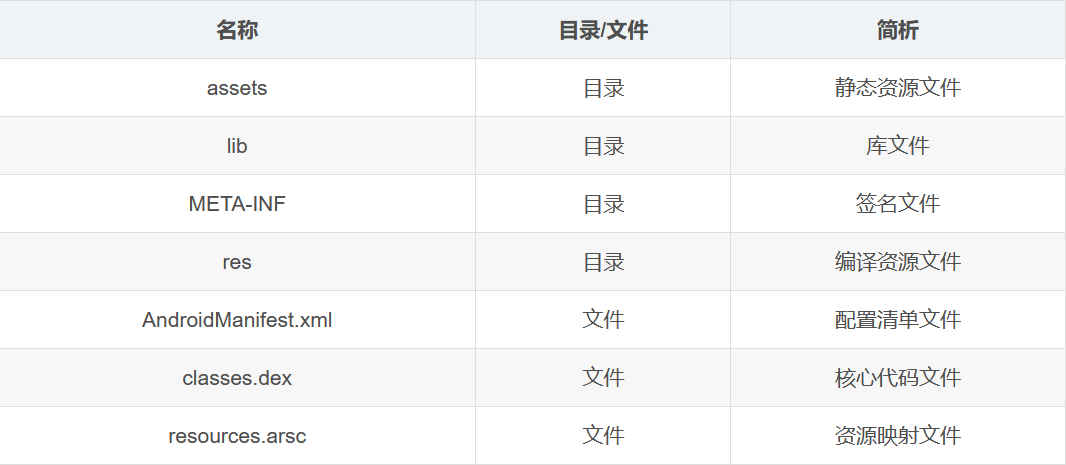 名称 目录/文件 简析
assets 目录 静态资源文件
lib 目录 库文件
META-INF 目录 签名文件
res 目录 编译资源文件
AndroidManifest.xml 文件 配置清单文件
classes.dex 文件 核心代码文件
resources.arsc 文件 资源映射文件